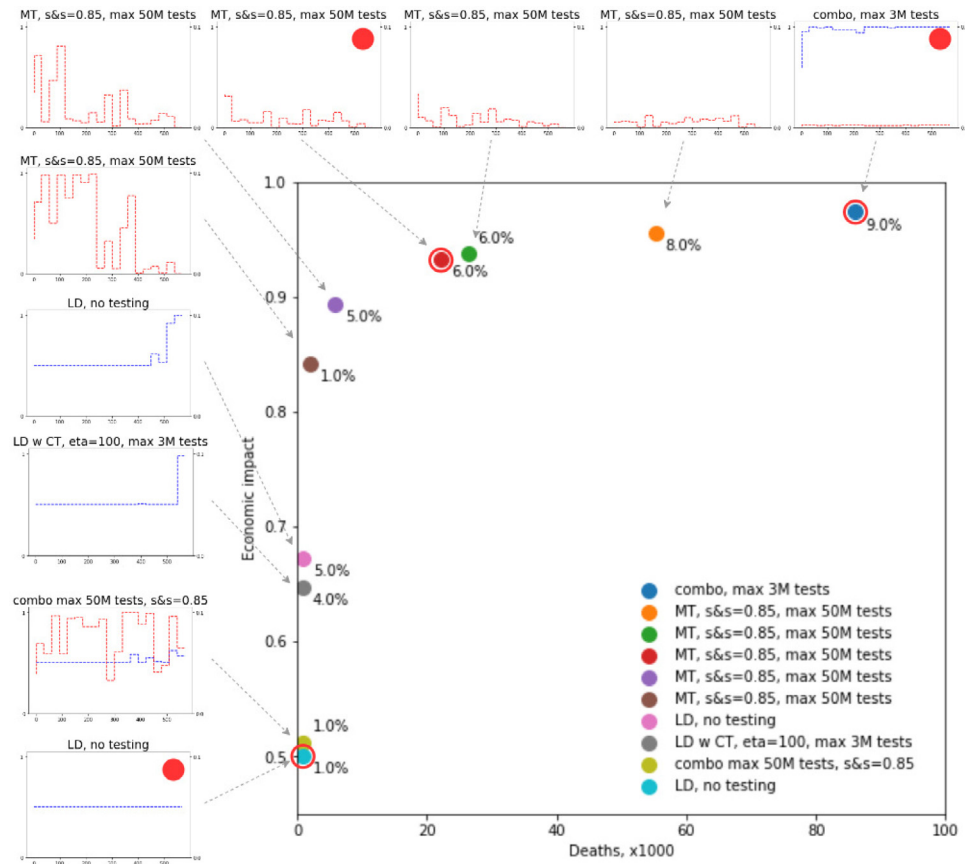 MT, s&s=0.85, max 50M tests
MT, s&s=0.85, max 50M tests
MT, s&s=0.85, max 50M tests
MT, s&s=0.85, max 50M tests
combo, max 3M tests
MT, s&s=0.85, max 50M tests
LD, no testing
LD w CT, eta=100, max 3M tests
combo max 50M tests, s&s=0.85
LD, no testing
1.0
0.9
0.8
0.7
0.6
0.5
Economic impact
9.0%
8.0%
6.0%
6.0%
5.0%
1.0%
5.0%
4.0%
1.0%
1.0%
combo, max 3M tests
MT, s&s=0.85, max 50M tests
MT, s&s=0.85, max 50M tests
MT, s&s=0.85, max 50M tests
MT, s&s=0.85, max 50M tests
MT, s&s=0.85, max 50M tests
LD, no testing
LD w CT, eta=100, max 3M tests
combo max 50M tests, s&s=0.85
LD, no testing
0 20 40 60 80 100
Deaths, x1000